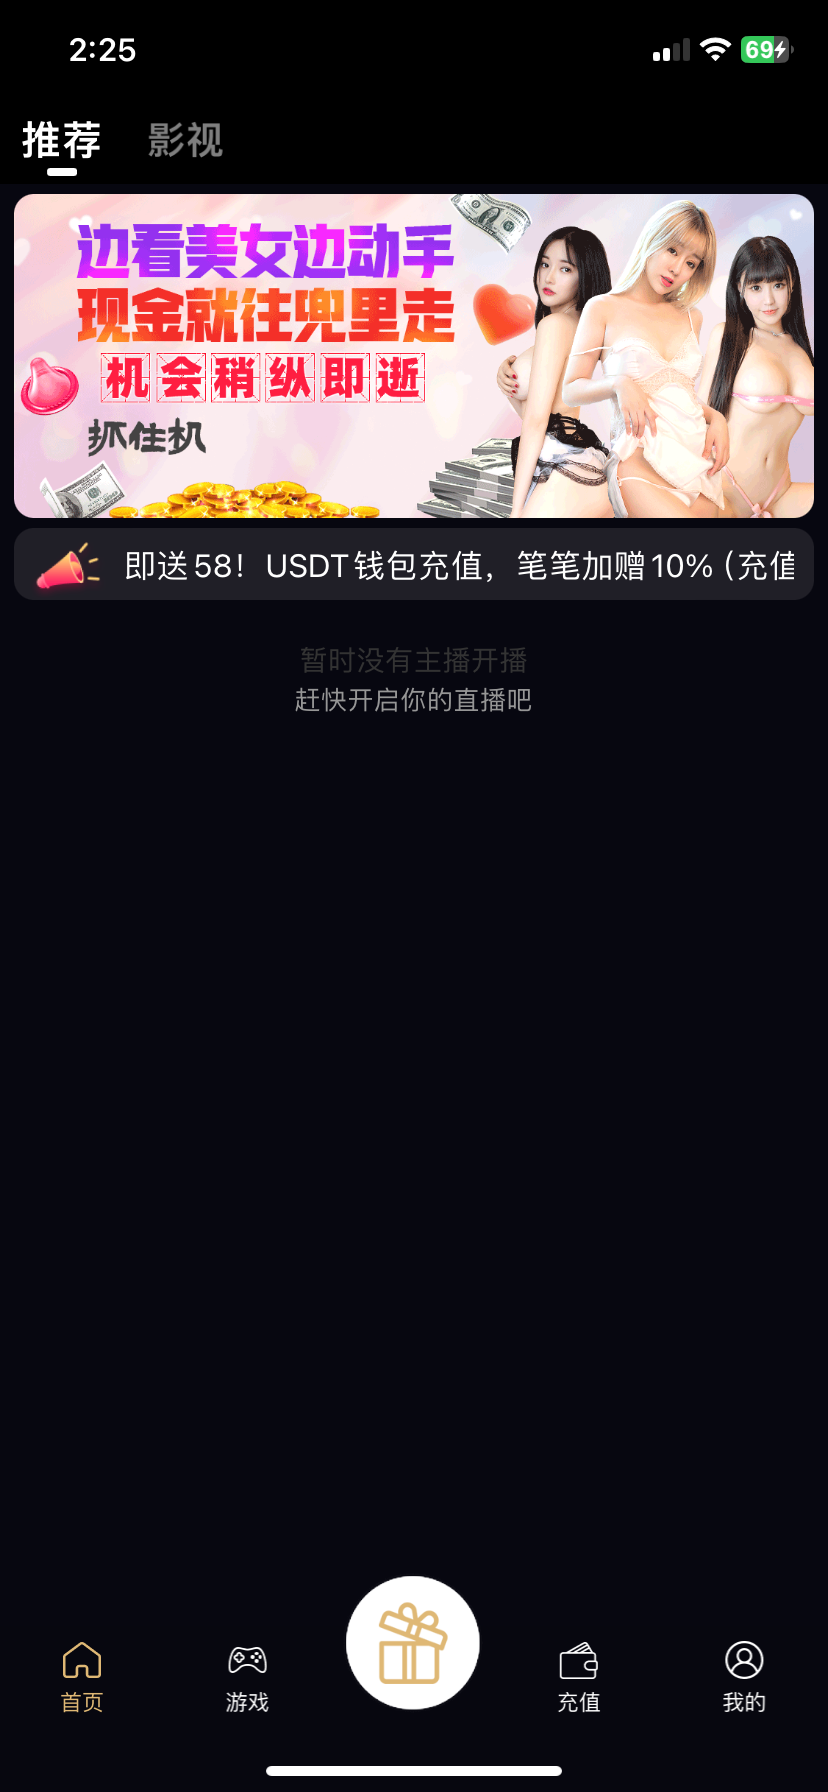 2:25
69
推荐 影视
边看美女边动手
现金就往兜里走
机会稍纵即逝
抓住机
即送58！USDT钱包充值，笔笔加赠10%（充值
暂时没有主播开播
赶快开启你的直播吧
首页 游戏 充值 我的